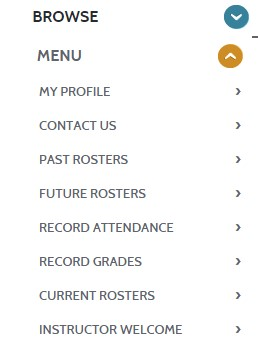 BROWSE
MENU
MY PROFILE
CONTACT US
PAST ROSTERS
FUTURE ROSTERS
RECORD ATTENDANCE
RECORD GRADES
CURRENT ROSTERS
INSTRUCTOR WELCOME